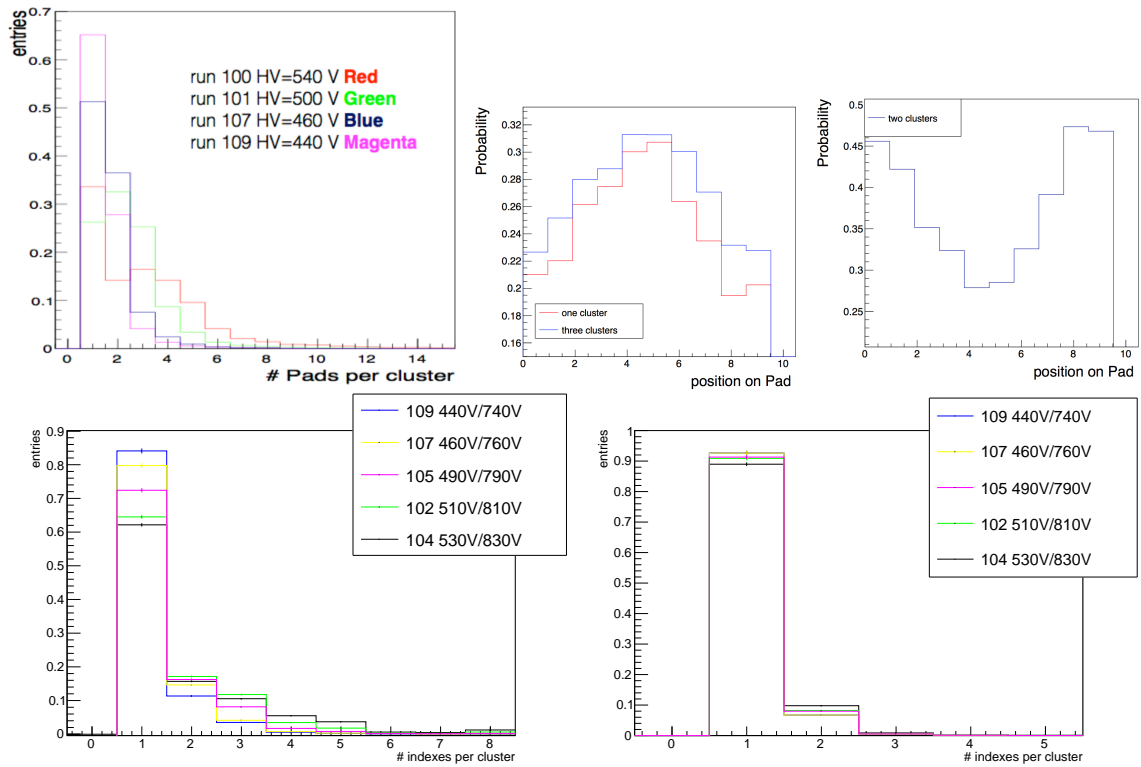 entries
0.7
0.6
0.5
0.4
0.3
0.2
0.1
0
run 100 HV=540 V Red
run 101 HV=500 V Green
run 107 HV=460 V Blue
run 109 HV=440 V Magenta
0 2 4 6 8 10 12 14
# Pads per cluster
Probability
0.32
0.3
0.28
0.26
0.24
0.22
0.2
0.18
0.16
one cluster
three clusters
0 2 4 6 8 10
position on Pad
Probability
0.5
0.45
0.4
0.35
0.3
0.25
two clusters
0 2 4 6 8 10
position on Pad
entries
0.9
0.8
0.7
0.6
0.5
0.4
0.3
0.2
0.1
0
109 440V/740V
107 460V/760V
105 490V/790V
102 510V/810V
104 530V/830V
0 1 2 3 4 5 6 7 8
# indexes per cluster
entries
1
0.9
0.8
0.7
0.6
0.5
0.4
0.3
0.2
0.1
0
109 440V/740V
107 460V/760V
105 490V/790V
102 510V/810V
104 530V/830V
0 1 2 3 4 5
# indexes per cluster